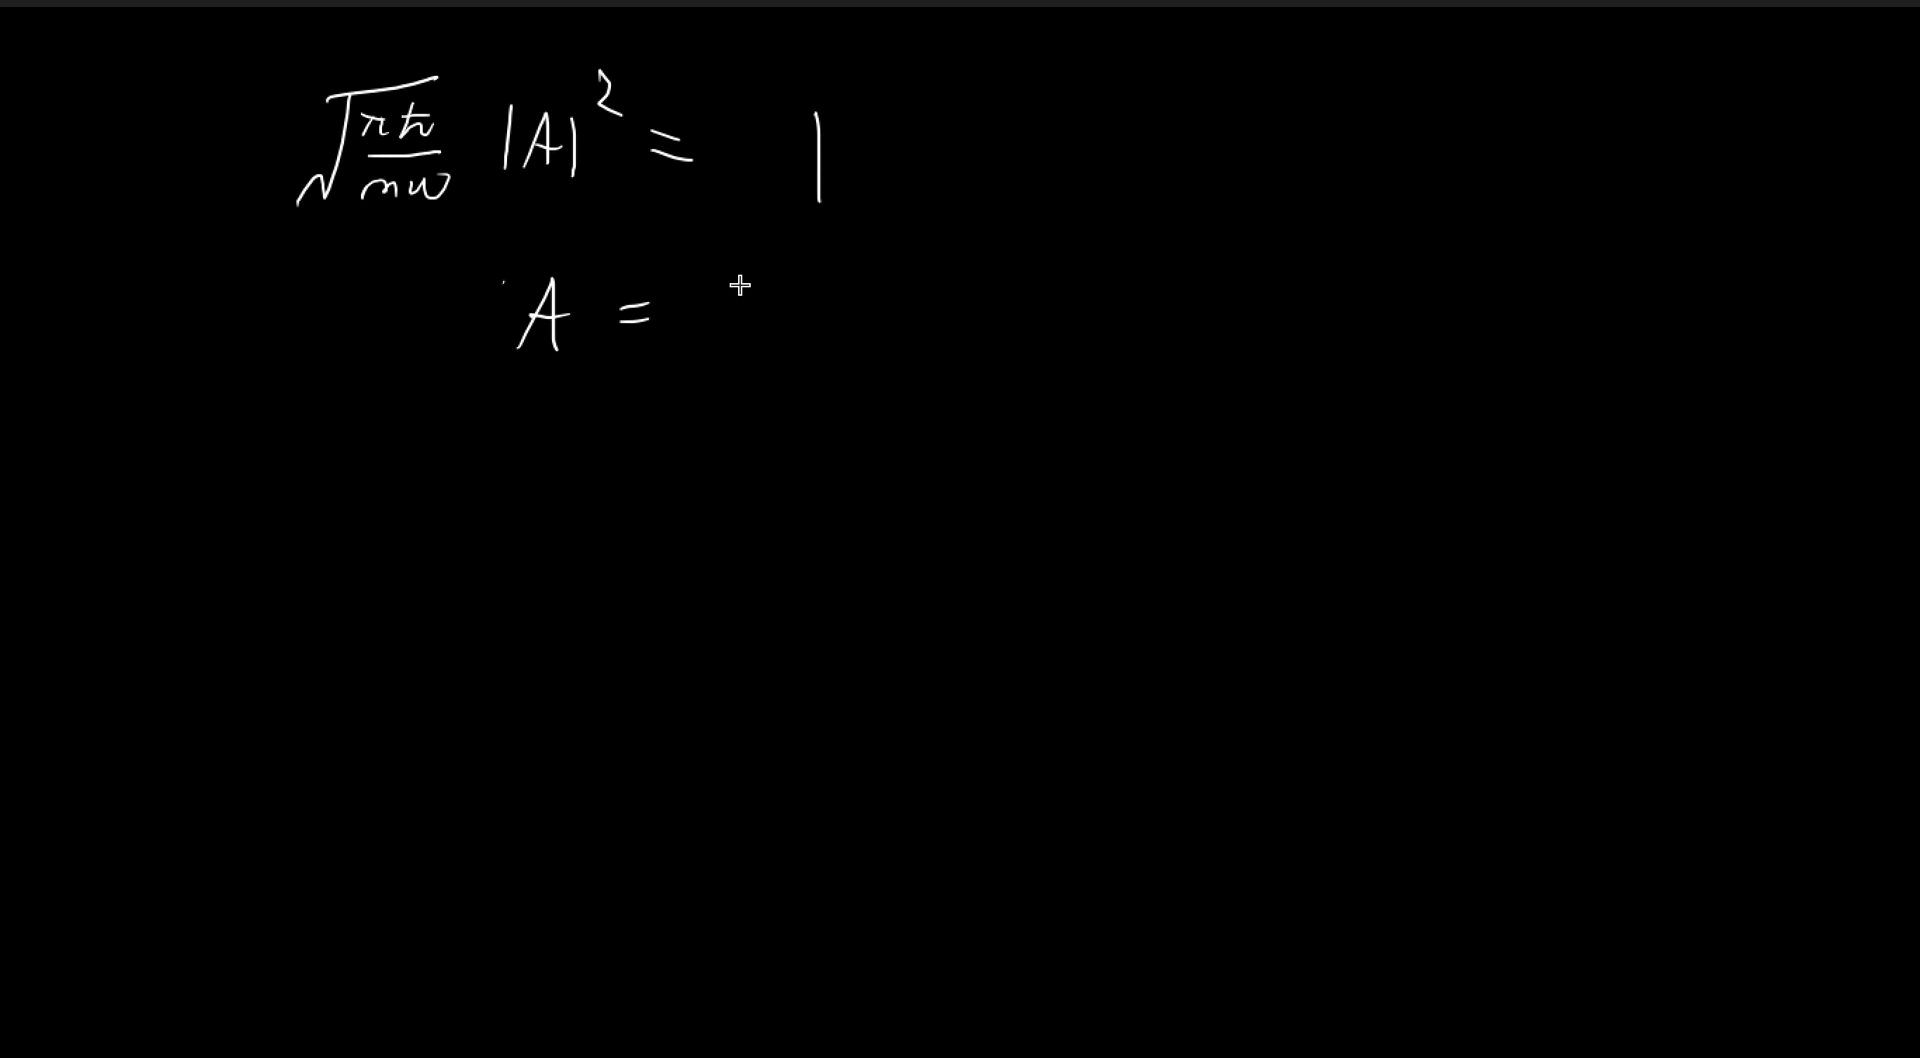 √(πħ/mω) |A|² = 1
A =